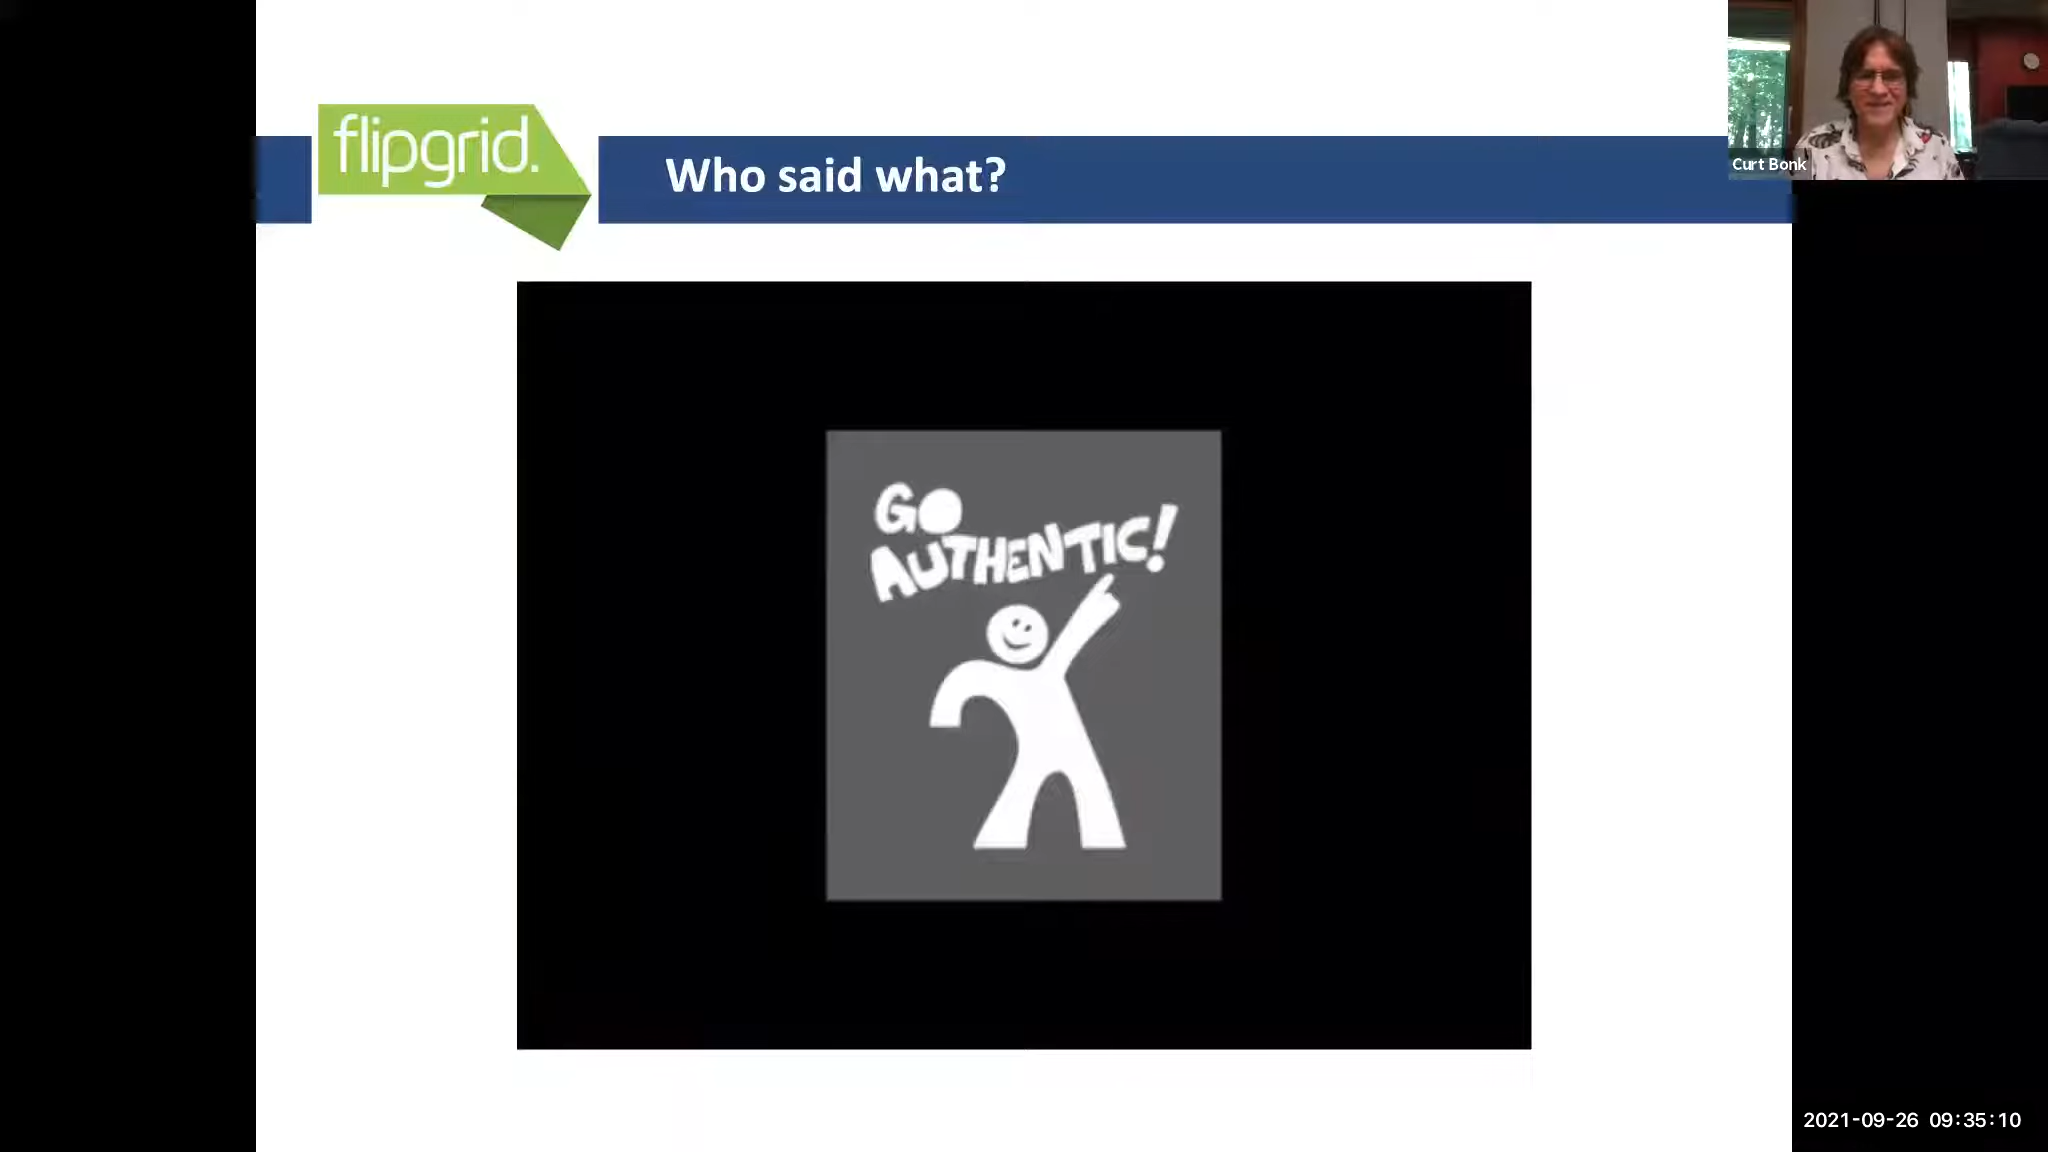 flipgrid.
Who said what?
Curt Bonk
GO
AUTHENTIC!
2021-09-26 09:35:10